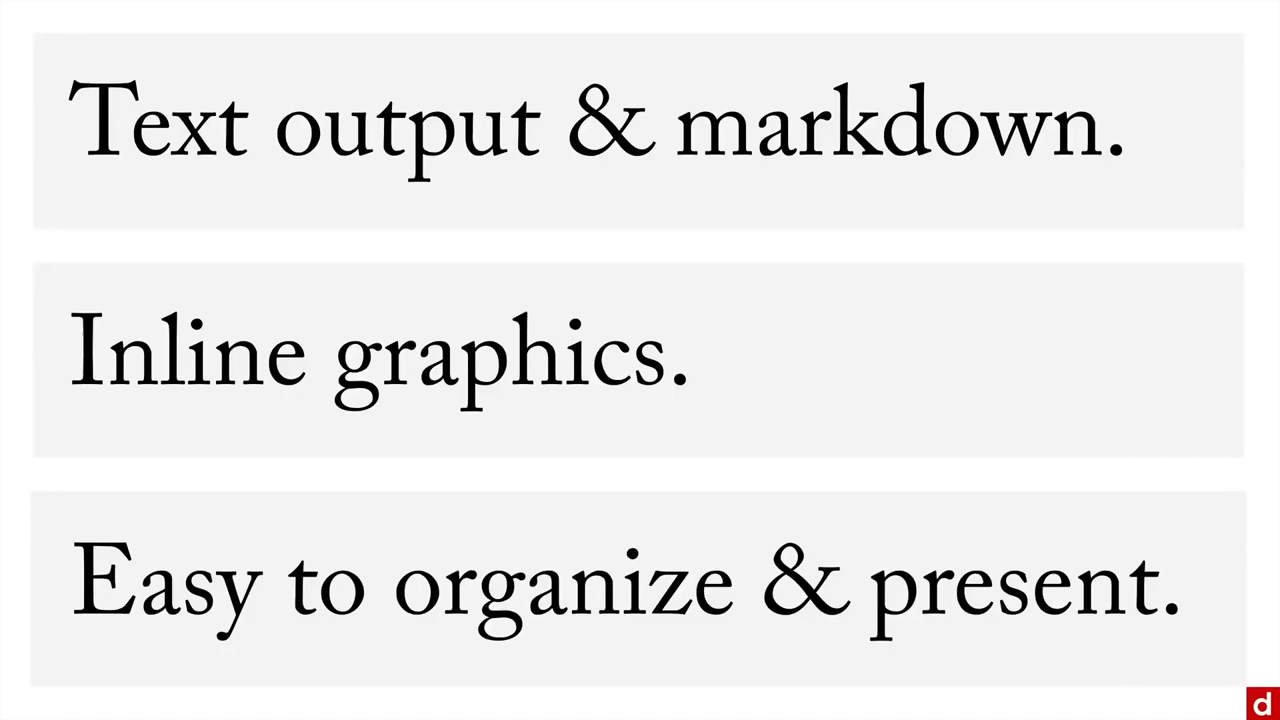 Text output & markdown.
Inline graphics.
Easy to organize & present.
d